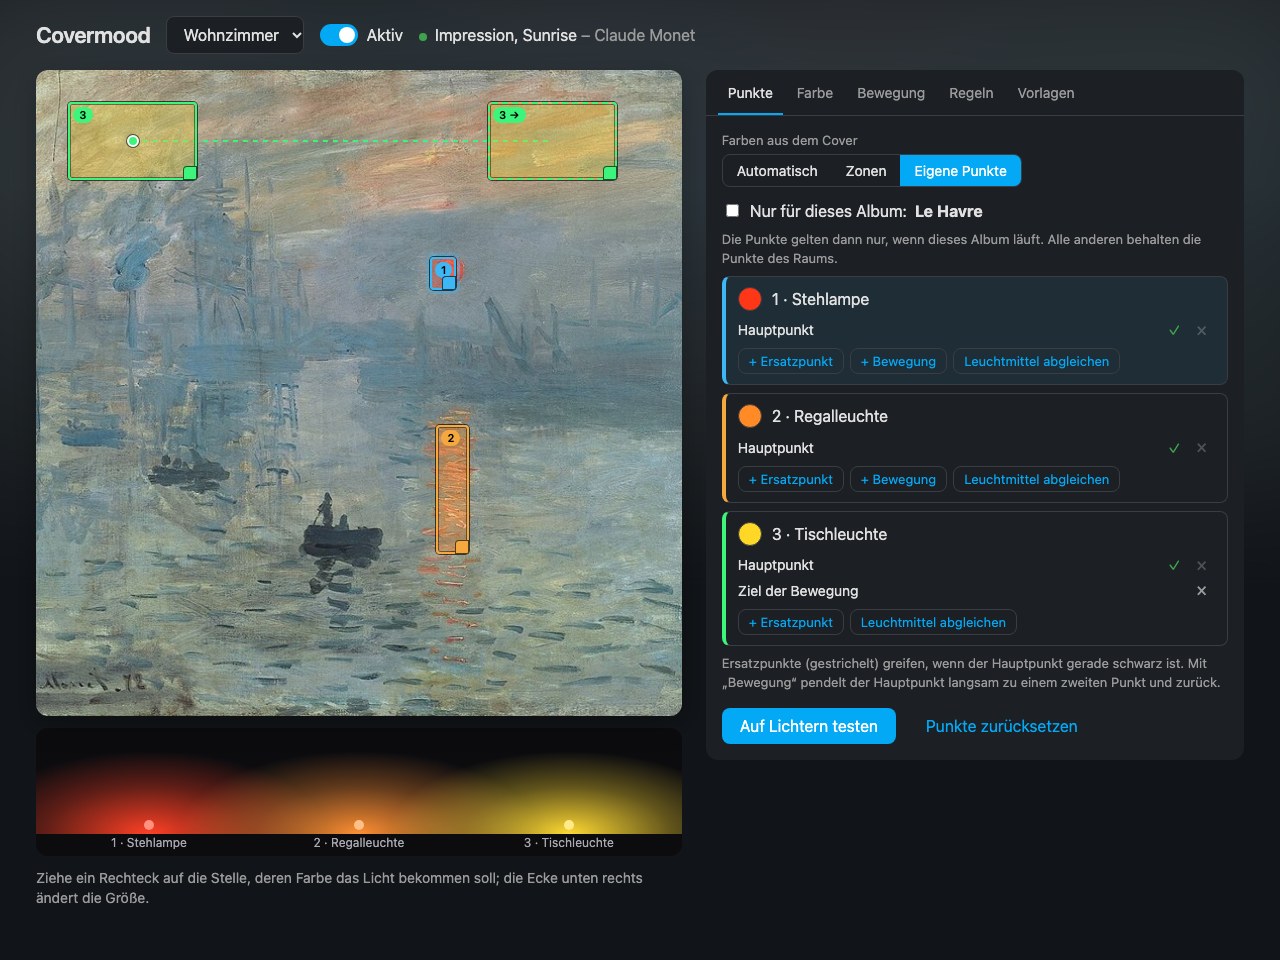 Covermood Wohnzimmer Aktiv Impression, Sunrise – Claude Monet
3
3 →
1
2
1 · Stehlampe 2 · Regalleuchte 3 · Tischleuchte
Ziehe ein Rechteck auf die Stelle, deren Farbe das Licht bekommen soll; die Ecke unten rechts
ändert die Größe.
Punkte Farbe Bewegung Regeln Vorlagen
Farben aus dem Cover
Automatisch Zonen Eigene Punkte
Nur für dieses Album: Le Havre
Die Punkte gelten dann nur, wenn dieses Album läuft. Alle anderen behalten die
Punkte des Raums.
1 · Stehlampe
Hauptpunkt ✓ ×
+ Ersatzpunkt + Bewegung Leuchtmittel abgleichen
2 · Regalleuchte
Hauptpunkt ✓ ×
+ Ersatzpunkt + Bewegung Leuchtmittel abgleichen
3 · Tischleuchte
Hauptpunkt ✓ ×
Ziel der Bewegung ×
+ Ersatzpunkt Leuchtmittel abgleichen
Ersatzpunkte (gestrichelt) greifen, wenn der Hauptpunkt gerade schwarz ist. Mit
„Bewegung“ pendelt der Hauptpunkt langsam zu einem zweiten Punkt und zurück.
Auf Lichtern testen Punkte zurücksetzen